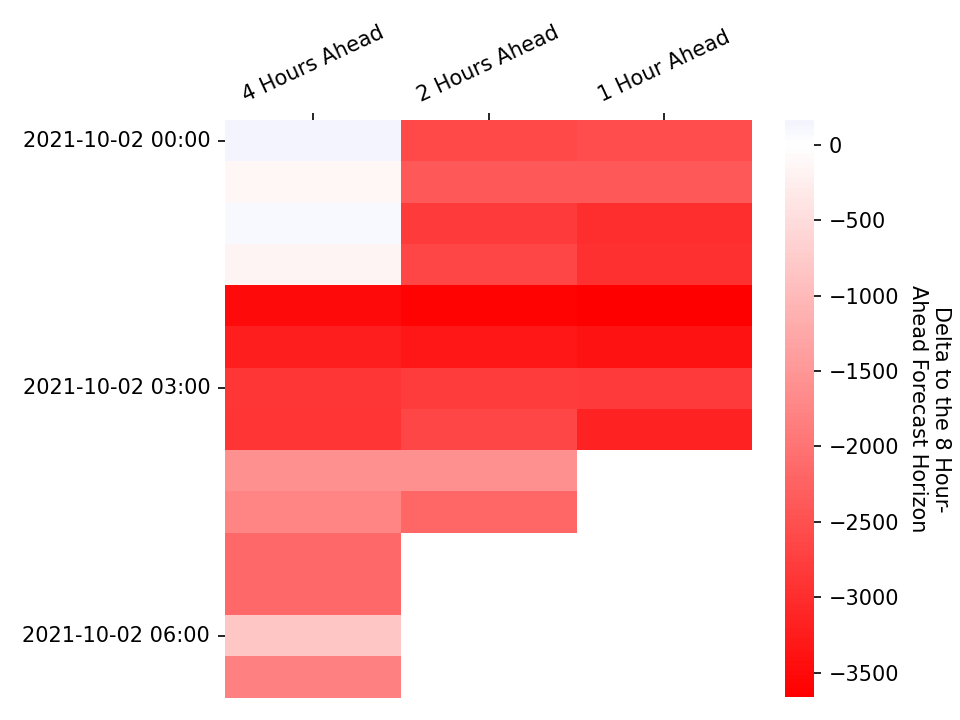 4 Hours Ahead
2 Hours Ahead
1 Hour Ahead
2021-10-02 00:00
2021-10-02 03:00
2021-10-02 06:00
0
−500
−1000
−1500
−2000
−2500
−3000
−3500
Delta to the 8 Hour-
Ahead Forecast Horizon